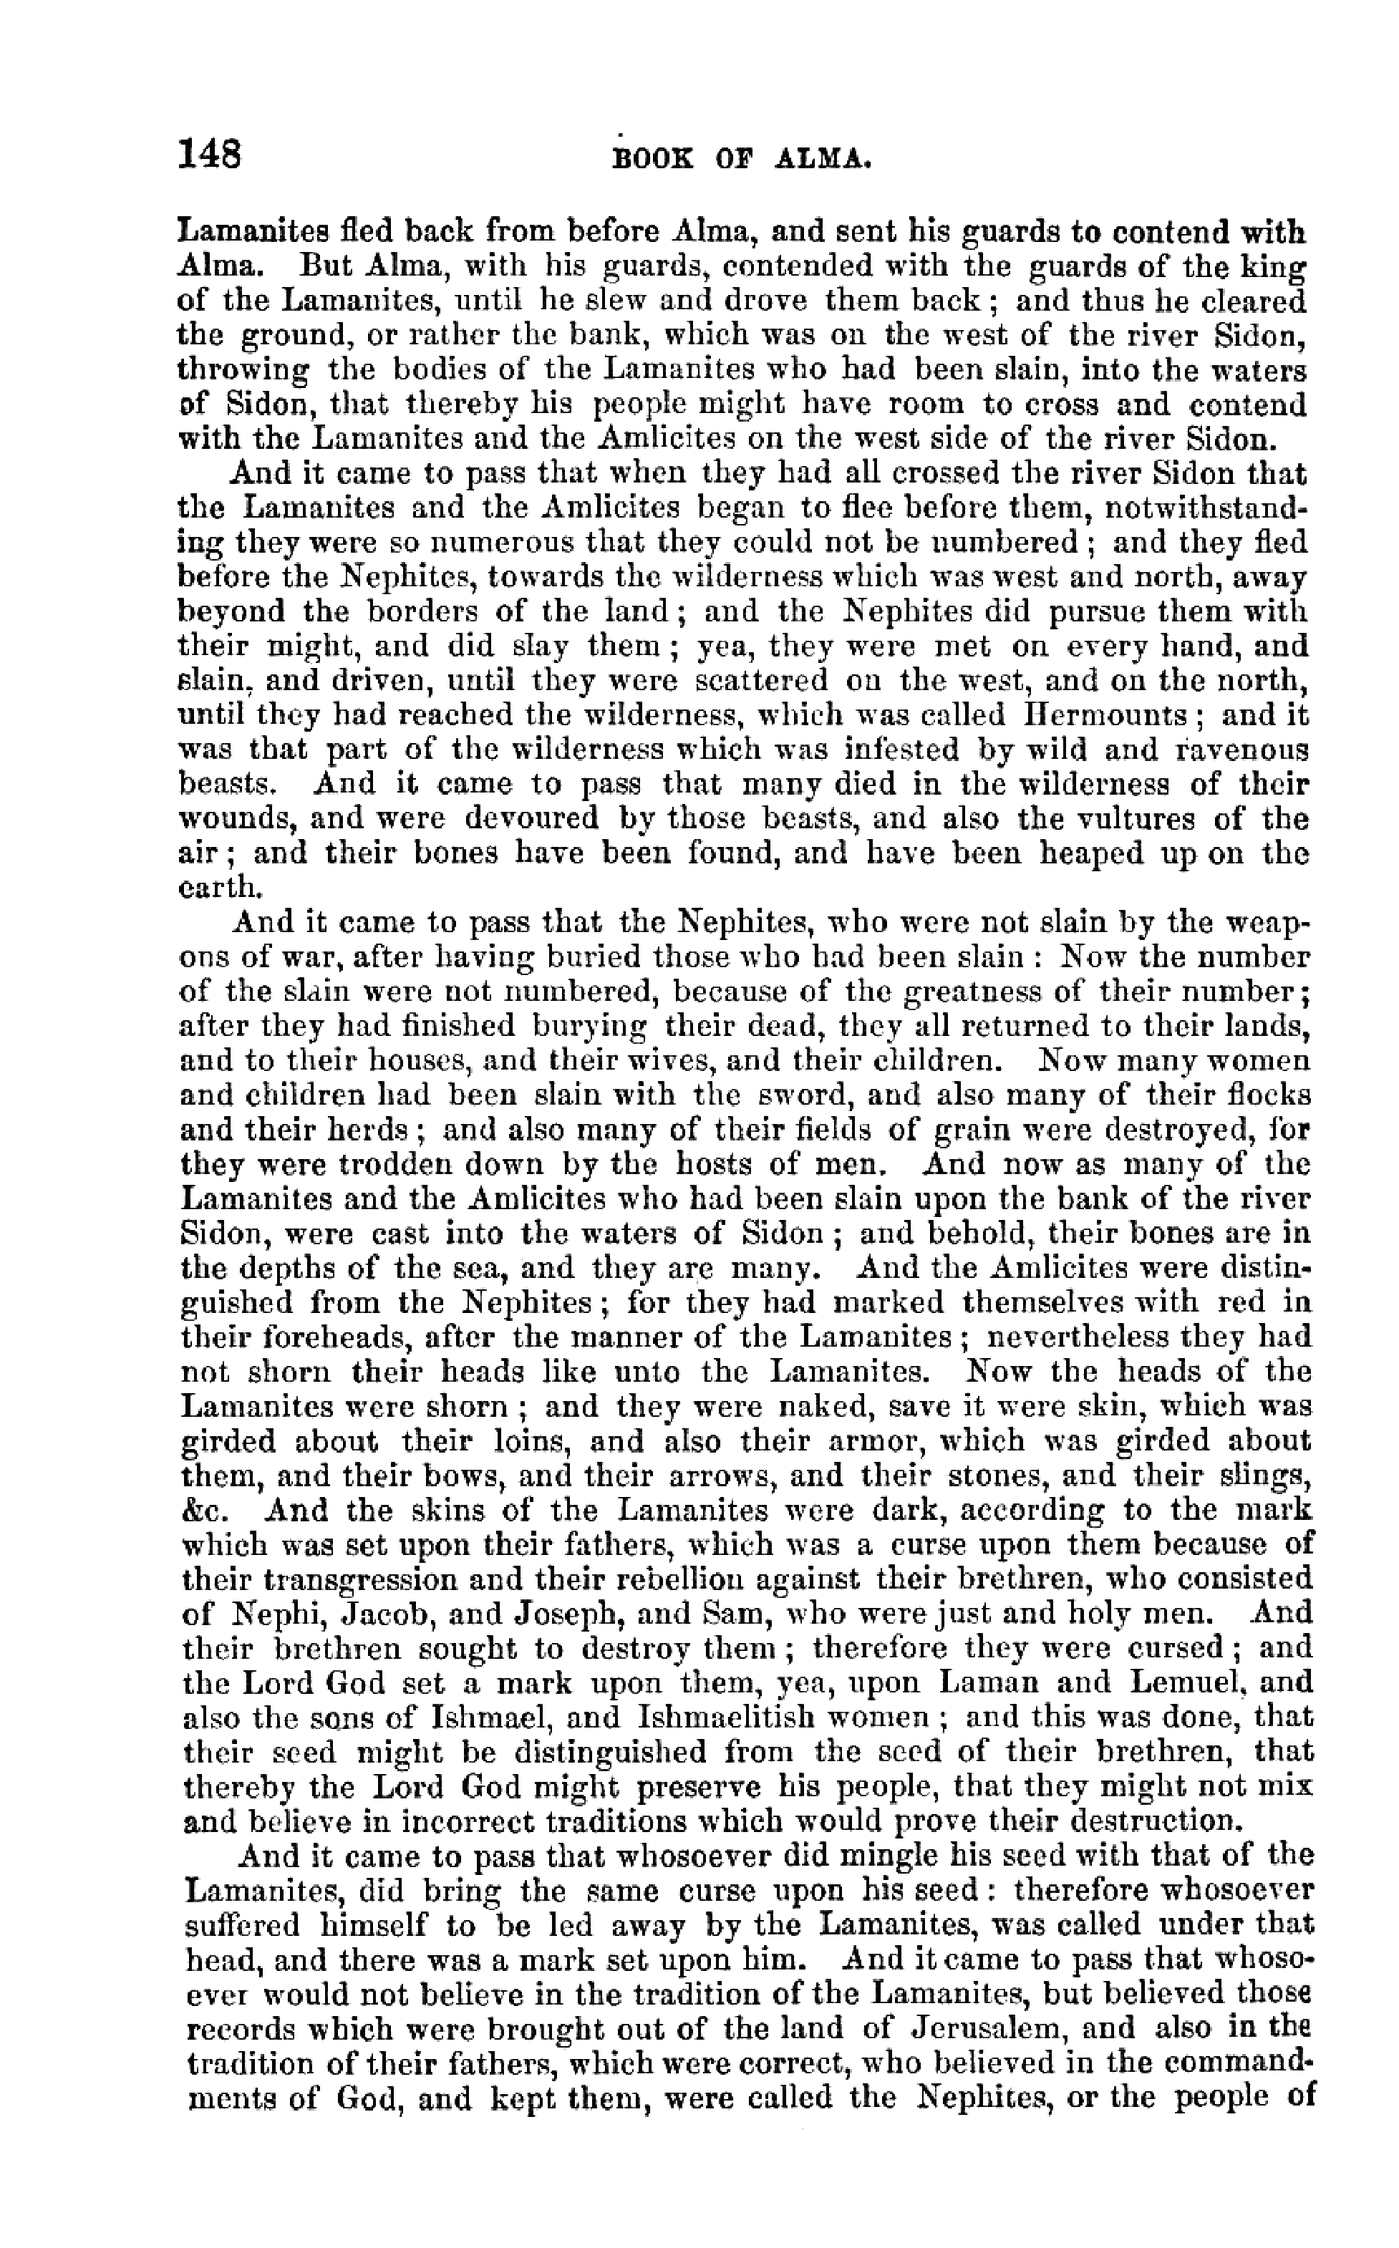 148 BOOK OF ALMA.
Lamanites fled back from before Alma, and sent his guards to contend with
Alma. But Alma, with his guards, contended with the guards of the king
of the Lamanites, until he slew and drove them back; and thus he cleared
the ground, or rather the bank, which was on the west of the river Sidon,
throwing the bodies of the Lamanites who had been slain, into the waters
of Sidon, that thereby his people might have room to cross and contend
with the Lamanites and the Amlicites on the west side of the river Sidon.
And it came to pass that when they had all crossed the river Sidon that
the Lamanites and the Amlicites began to flee before them, notwithstand-
ing they were so numerous that they could not be numbered; and they fled
before the Nephites, towards the wilderness which was west and north, away
beyond the borders of the land; and the Nephites did pursue them with
their might, and did slay them; yea, they were met on every hand, and
slain, and driven, until they were scattered on the west, and on the north,
until they had reached the wilderness, which was called Hermounts; and it
was that part of the wilderness which was infested by wild and ravenous
beasts. And it came to pass that many died in the wilderness of their
wounds, and were devoured by those beasts, and also the vultures of the
air; and their bones have been found, and have been heaped up on the
earth.
And it came to pass that the Nephites, who were not slain by the weap-
ons of war, after having buried those who had been slain: Now the number
of the slain were not numbered, because of the greatness of their number;
after they had finished burying their dead, they all returned to their lands,
and to their houses, and their wives, and their children. Now many women
and children had been slain with the sword, and also many of their flocks
and their herds; and also many of their fields of grain were destroyed, for
they were trodden down by the hosts of men. And now as many of the
Lamanites and the Amlicites who had been slain upon the bank of the river
Sidon, were cast into the waters of Sidon; and behold, their bones are in
the depths of the sea, and they are many. And the Amlicites were distin-
guished from the Nephites; for they had marked themselves with red in
their foreheads, after the manner of the Lamanites; nevertheless they had
not shorn their heads like unto the Lamanites. Now the heads of the
Lamanites were shorn; and they were naked, save it were skin, which was
girded about their loins, and also their armor, which was girded about
them, and their bows, and their arrows, and their stones, and their slings,
&c. And the skins of the Lamanites were dark, according to the mark
which was set upon their fathers, which was a curse upon them because of
their transgression and their rebellion against their brethren, who consisted
of Nephi, Jacob, and Joseph, and Sam, who were just and holy men. And
their brethren sought to destroy them; therefore they were cursed; and
the Lord God set a mark upon them, yea, upon Laman and Lemuel, and
also the sons of Ishmael, and Ishmaelitish women; and this was done, that
their seed might be distinguished from the seed of their brethren, that
thereby the Lord God might preserve his people, that they might not mix
and believe in incorrect traditions which would prove their destruction.
And it came to pass that whosoever did mingle his seed with that of the
Lamanites, did bring the same curse upon his seed: therefore whosoever
suffered himself to be led away by the Lamanites, was called under that
head, and there was a mark set upon him. And it came to pass that whoso-
ever would not believe in the tradition of the Lamanites, but believed those
records which were brought out of the land of Jerusalem, and also in the
tradition of their fathers, which were correct, who believed in the command-
ments of God, and kept them, were called the Nephites, or the people of